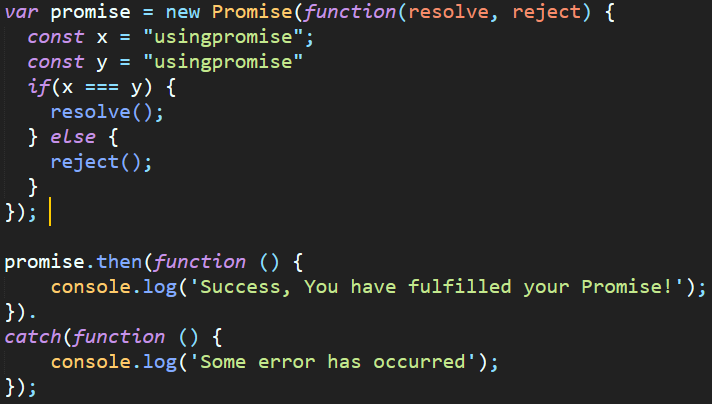 var promise = new Promise(function(resolve, reject) {
  const x = "usingpromise";
  const y = "usingpromise"
  if(x === y) {
    resolve();
  } else {
    reject();
  }
});

promise.then(function () {
    console.log('Success, You have fulfilled your Promise!');
}).
catch(function () {
    console.log('Some error has occurred');
});